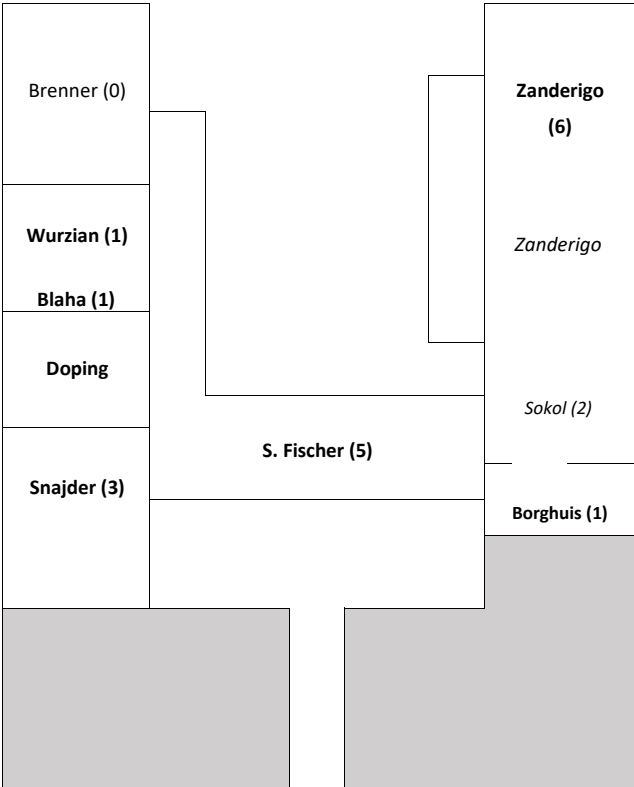 Brenner (0)
Wurzian (1)
Blaha (1)
Doping
Snajder (3)
S. Fischer (5)
Zanderigo
(6)
Zanderigo
Sokol (2)
Borghuis (1)